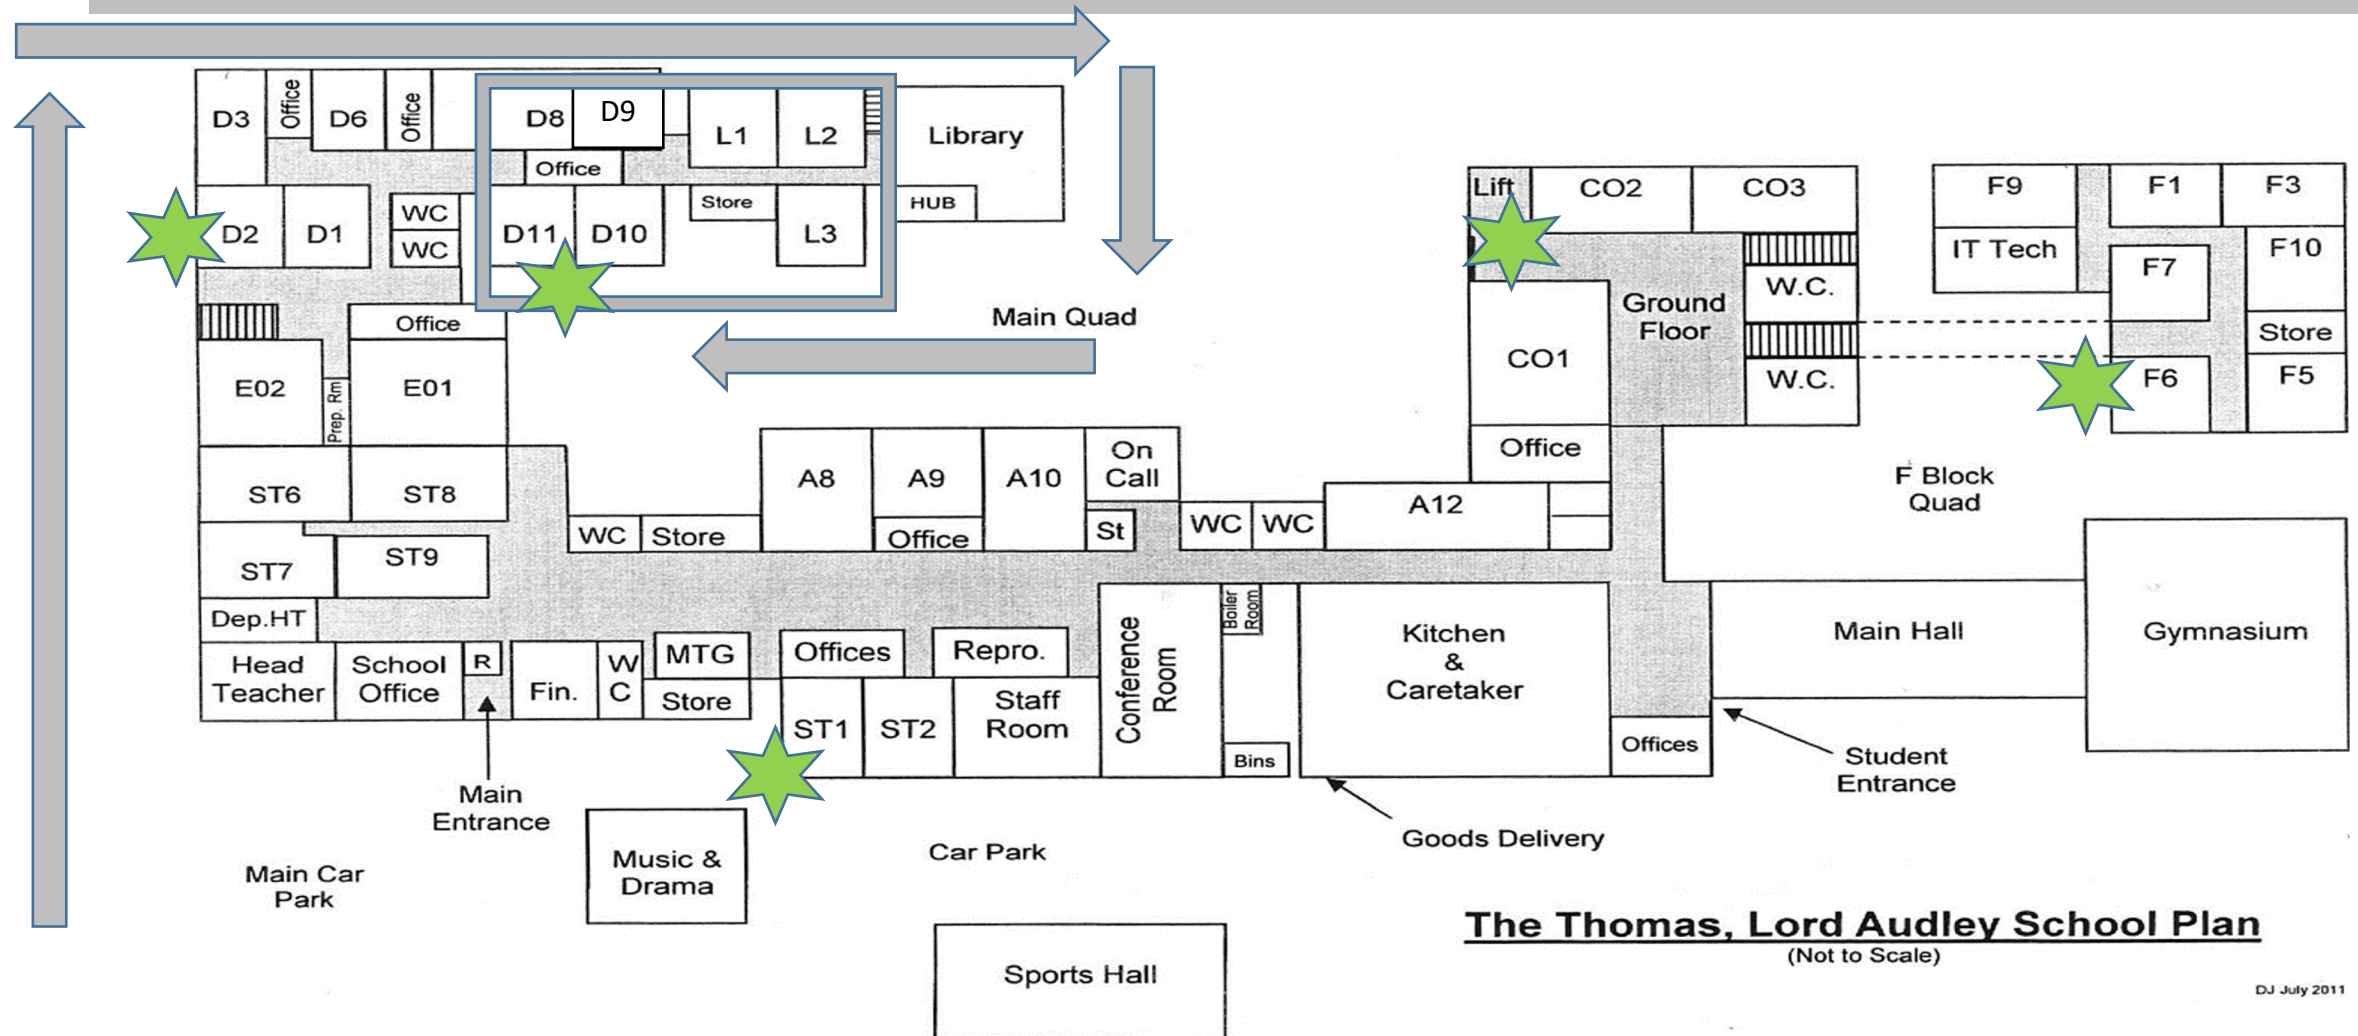 D3
Office
D6
Office
D8
D9
L1
L2
Library
Office
D2
D1
WC
WC
D11
D10
Store
L3
HUB
Office
E02
Prep. Rm
E01
Main Quad
Lift
CO2
CO3
Ground
Floor
W.C.
W.C.
CO1
Office
F9
IT Tech
F1
F3
F7
F10
Store
F6
F5
F Block
Quad
ST6
ST8
ST7
ST9
Dep.HT
WC
Store
A8
A9
Office
A10
On
Call
St
WC
WC
A12
Head
Teacher
School
Office
R
Fin.
W
C
MTG
Store
Offices
Repro.
ST1
ST2
Staff
Room
Conference
Room
Boiler
Room
Bins
Kitchen
&
Caretaker
Offices
Main Hall
Gymnasium
Main
Entrance
Student
Entrance
Goods Delivery
Main Car
Park
Music &
Drama
Car Park
Sports Hall
The Thomas, Lord Audley School Plan
(Not to Scale)
DJ July 2011